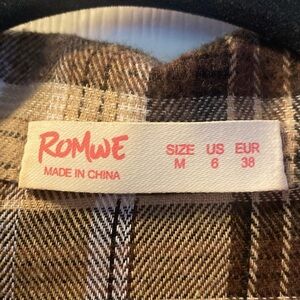 ROMWE
MADE IN CHINA
SIZE US EUR
M 6 38